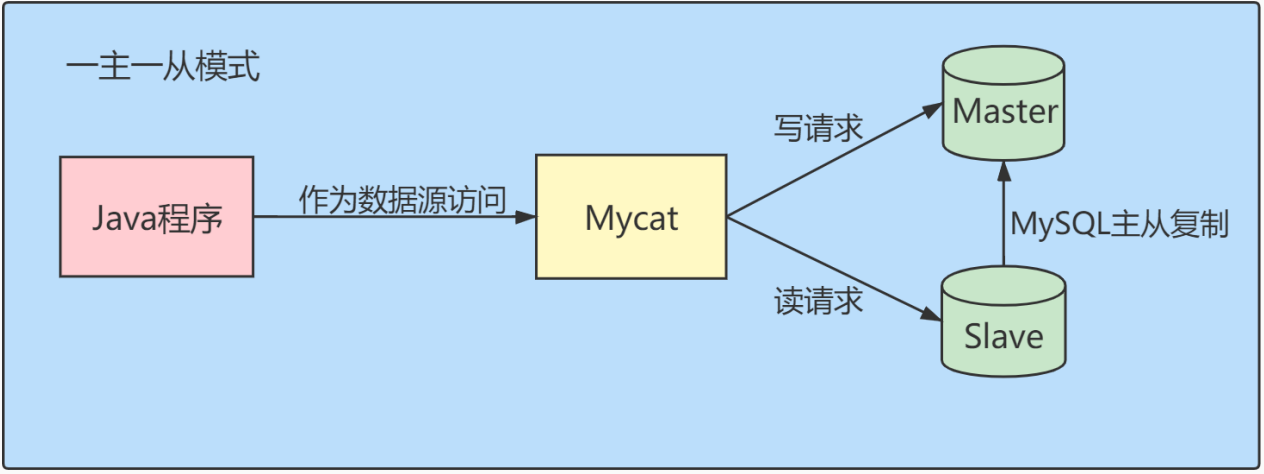 一主一从模式
Java程序
作为数据源访问
Mycat
写请求
读请求
Master
MySQL主从复制
Slave